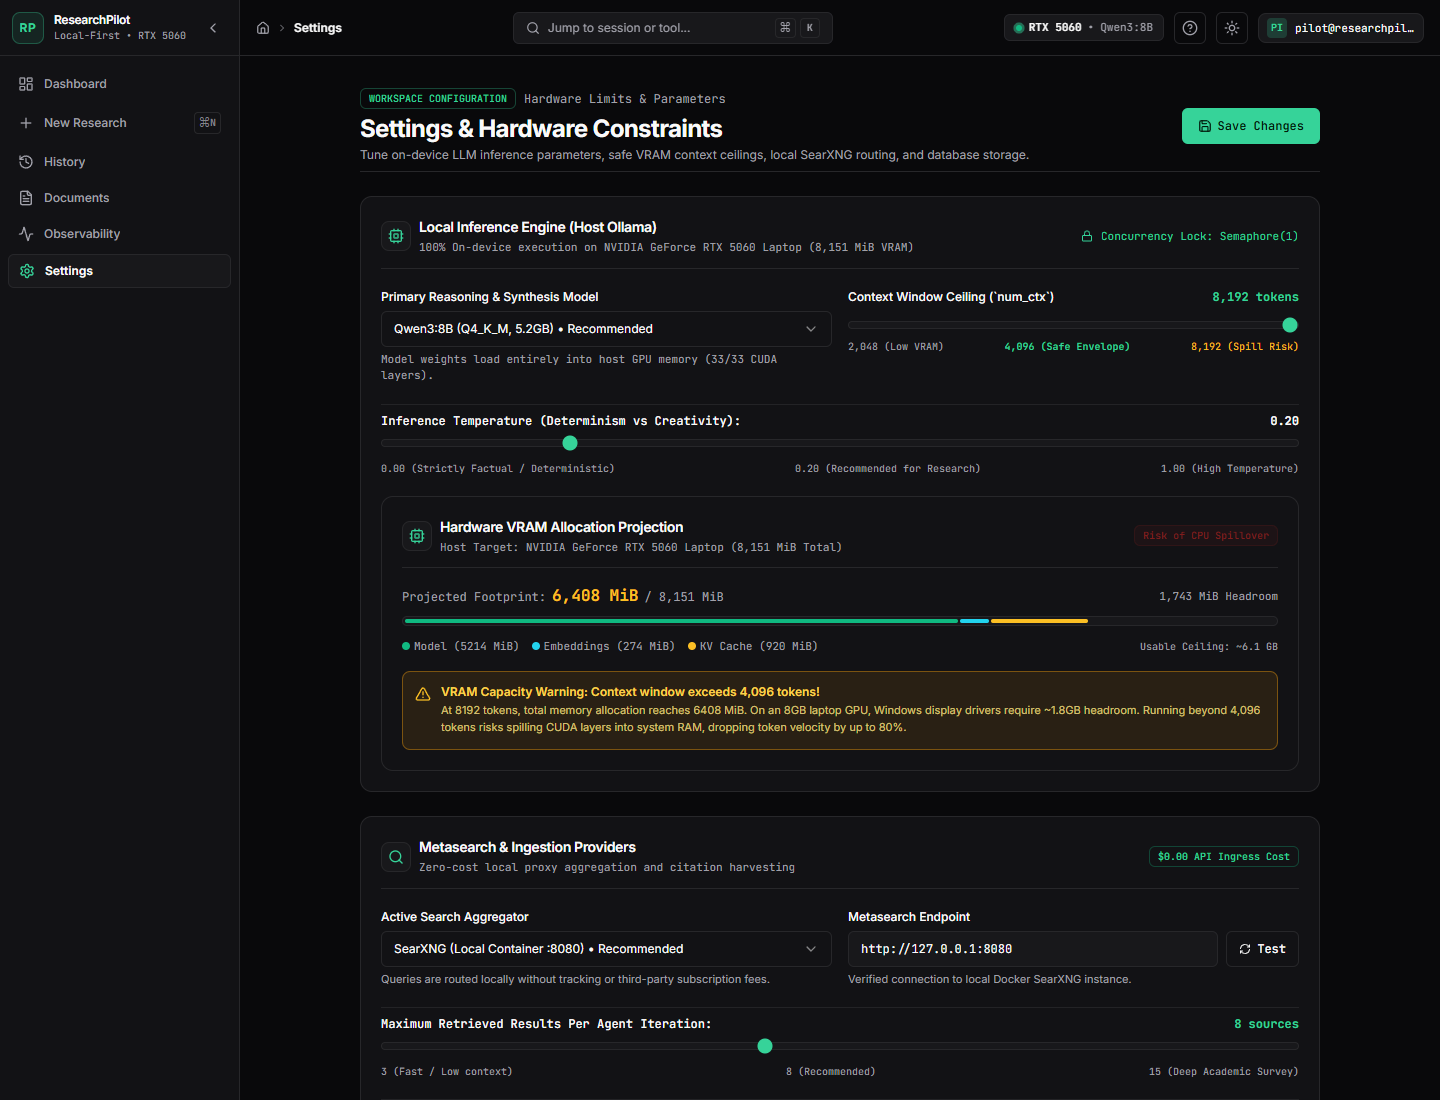 RP
ResearchPilot
Local-First • RTX 5060
Settings
Jump to session or tool...
⌘ K
RTX 5060 • Qwen3:8B
PI
pilot@researchpil…
Dashboard
New Research
⌘N
History
Documents
Observability
Settings
WORKSPACE CONFIGURATION
Hardware Limits & Parameters
Settings & Hardware Constraints
Tune on-device LLM inference parameters, safe VRAM context ceilings, local SearXNG routing, and database storage.
Save Changes
Local Inference Engine (Host Ollama)
100% On-device execution on NVIDIA GeForce RTX 5060 Laptop (8,151 MiB VRAM)
Concurrency Lock: Semaphore(1)
Primary Reasoning & Synthesis Model
Qwen3:8B (Q4_K_M, 5.2GB) • Recommended
Model weights load entirely into host GPU memory (33/33 CUDA
layers).
Context Window Ceiling (`num_ctx`)
8,192 tokens
2,048 (Low VRAM)
4,096 (Safe Envelope)
8,192 (Spill Risk)
Inference Temperature (Determinism vs Creativity):
0.20
0.00 (Strictly Factual / Deterministic)
0.20 (Recommended for Research)
1.00 (High Temperature)
Hardware VRAM Allocation Projection
Host Target: NVIDIA GeForce RTX 5060 Laptop (8,151 MiB Total)
Risk of CPU Spillover
Projected Footprint: 6,408 MiB / 8,151 MiB
1,743 MiB Headroom
Model (5214 MiB)
Embeddings (274 MiB)
KV Cache (920 MiB)
Usable Ceiling: ~6.1 GB
VRAM Capacity Warning: Context window exceeds 4,096 tokens!
At 8192 tokens, total memory allocation reaches 6408 MiB. On an 8GB laptop GPU, Windows display drivers require ~1.8GB headroom. Running beyond 4,096
tokens risks spilling CUDA layers into system RAM, dropping token velocity by up to 80%.
Metasearch & Ingestion Providers
Zero-cost local proxy aggregation and citation harvesting
$0.00 API Ingress Cost
Active Search Aggregator
SearXNG (Local Container :8080) • Recommended
Queries are routed locally without tracking or third-party subscription fees.
Metasearch Endpoint
http://127.0.0.1:8080
Test
Verified connection to local Docker SearXNG instance.
Maximum Retrieved Results Per Agent Iteration:
8 sources
3 (Fast / Low context)
8 (Recommended)
15 (Deep Academic Survey)